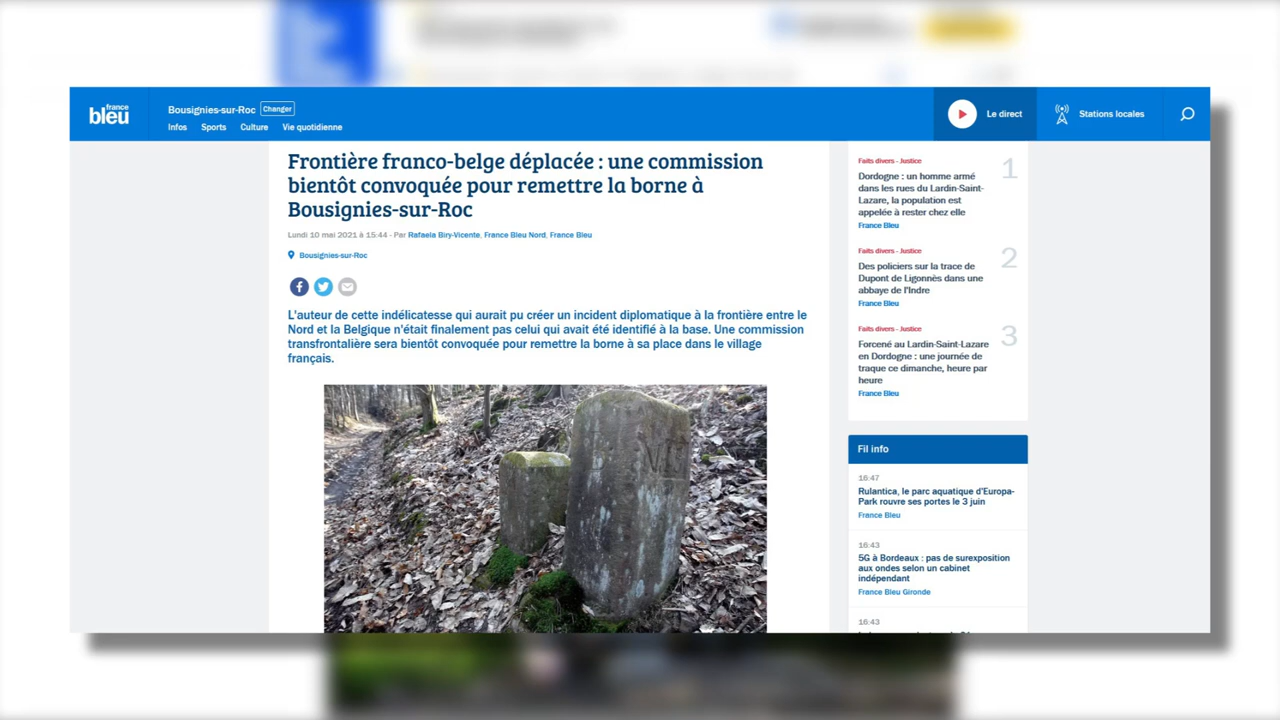 france
bleu
Bousignies-sur-Roc Changer
Infos Sports Culture Vie quotidienne
Le direct
Stations locales
Frontière franco-belge déplacée : une commission
bientôt convoquée pour remettre la borne à
Bousignies-sur-Roc
Lundi 10 mai 2021 à 15:44 - Par Rafaela Biry-Vicente, France Bleu Nord, France Bleu
Bousignies-sur-Roc
L'auteur de cette indélicatesse qui aurait pu créer un incident diplomatique à la frontière entre le
Nord et la Belgique n'était finalement pas celui qui avait été identifié à la base. Une commission
transfrontalière sera bientôt convoquée pour remettre la borne à sa place dans le village
français.
Faits divers - Justice
1
Dordogne : un homme armé
dans les rues du Lardin-Saint-
Lazare, la population est
appelée à rester chez elle
France Bleu
Faits divers - Justice
2
Des policiers sur la trace de
Dupont de Ligonnès dans une
abbaye de l'Indre
France Bleu
Faits divers - Justice
3
Forcené au Lardin-Saint-Lazare
en Dordogne : une journée de
traque ce dimanche, heure par
heure
France Bleu
Fil info
16:47
Rulantica, le parc aquatique d'Europa-
Park rouvre ses portes le 3 juin
France Bleu
16:43
5G à Bordeaux : pas de surexposition
aux ondes selon un cabinet
indépendant
France Bleu Gironde
16:43